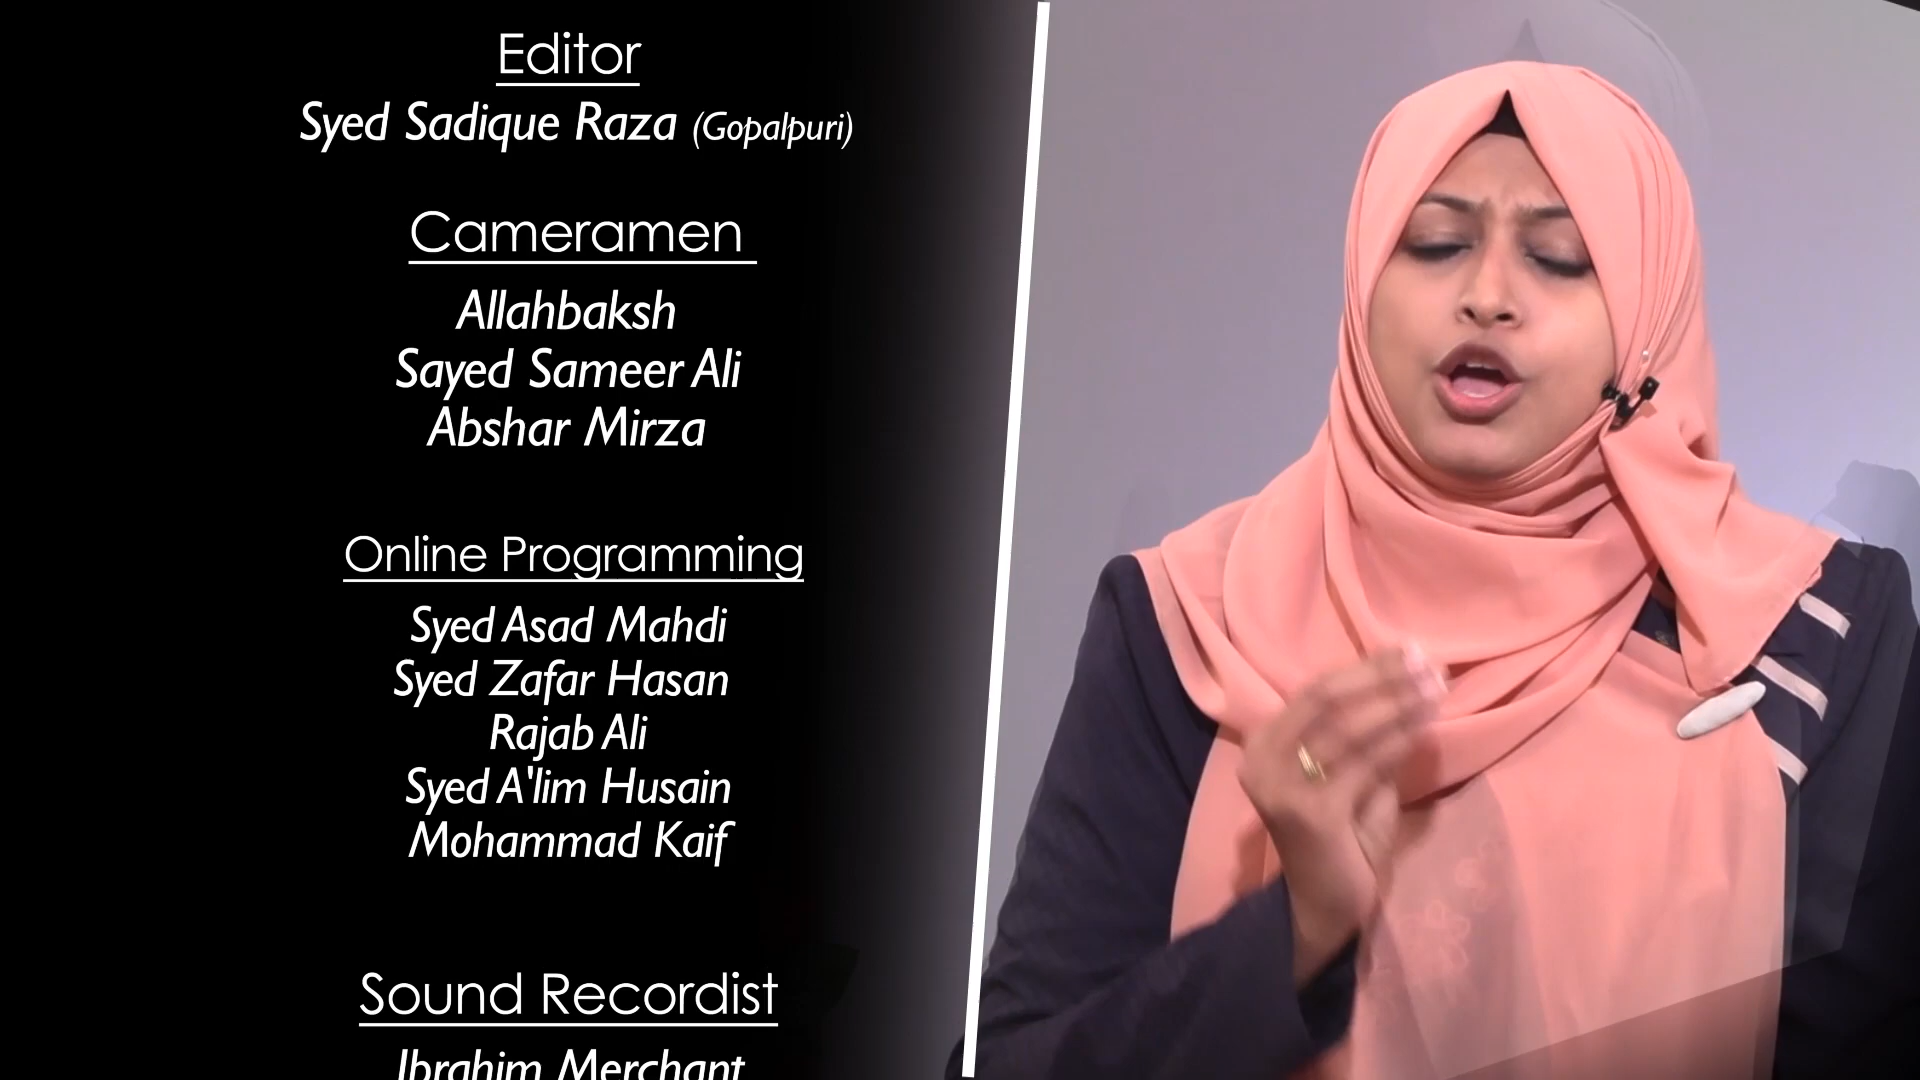 Editor
Syed Sadique Raza (Gopalpuri)
Cameramen
Allahbaksh
Sayed Sameer Ali
Abshar Mirza
Online Programming
Syed Asad Mahdi
Syed Zafar Hasan
Rajab Ali
Syed A'lim Husain
Mohammad Kaif
Sound Recordist
Ibrahim Merchant